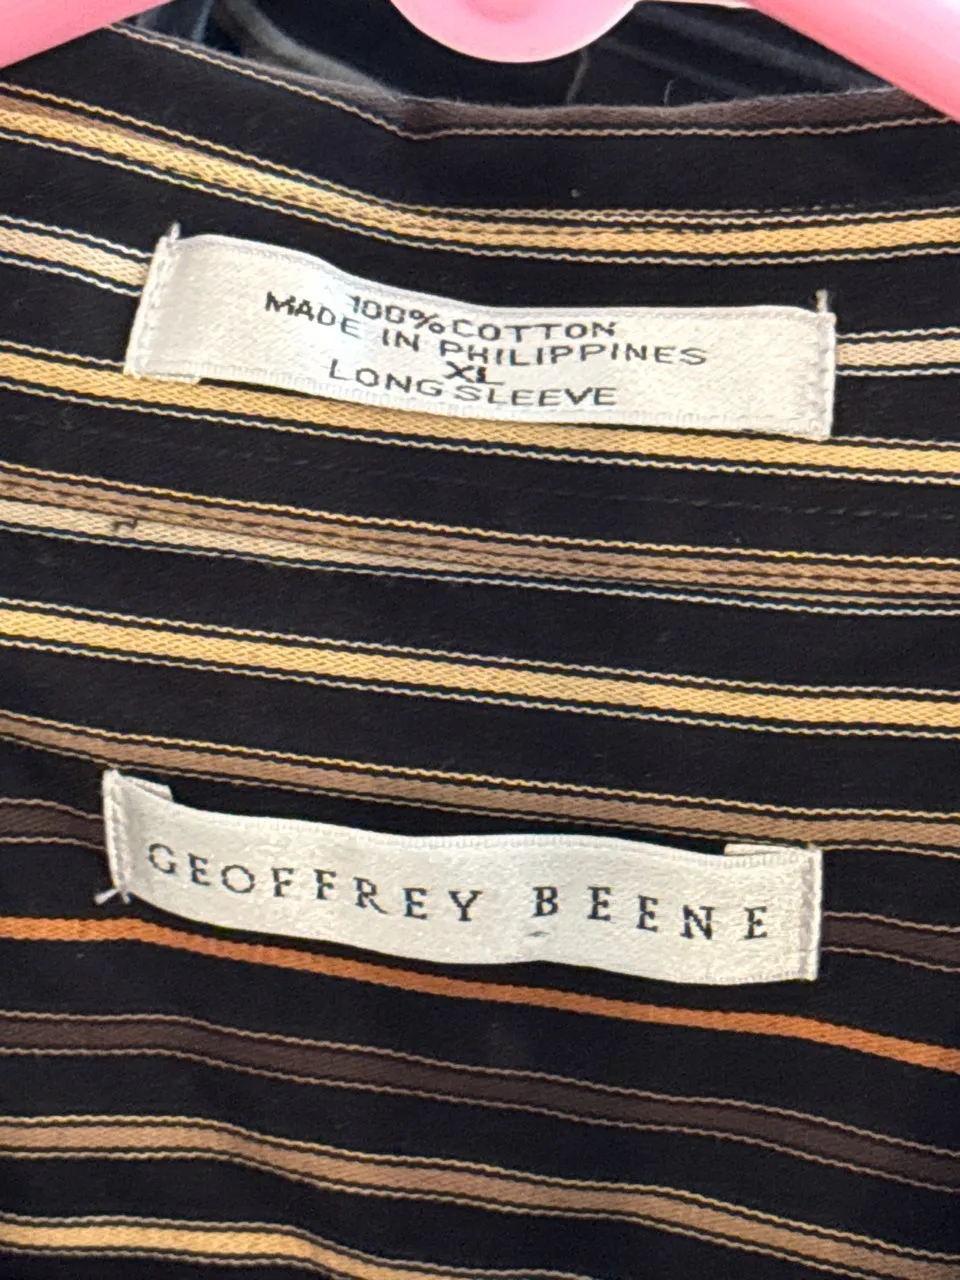 100% COTTON
MADE IN PHILIPPINES
XL
LONG SLEEVE
GEOFFREY BEENE